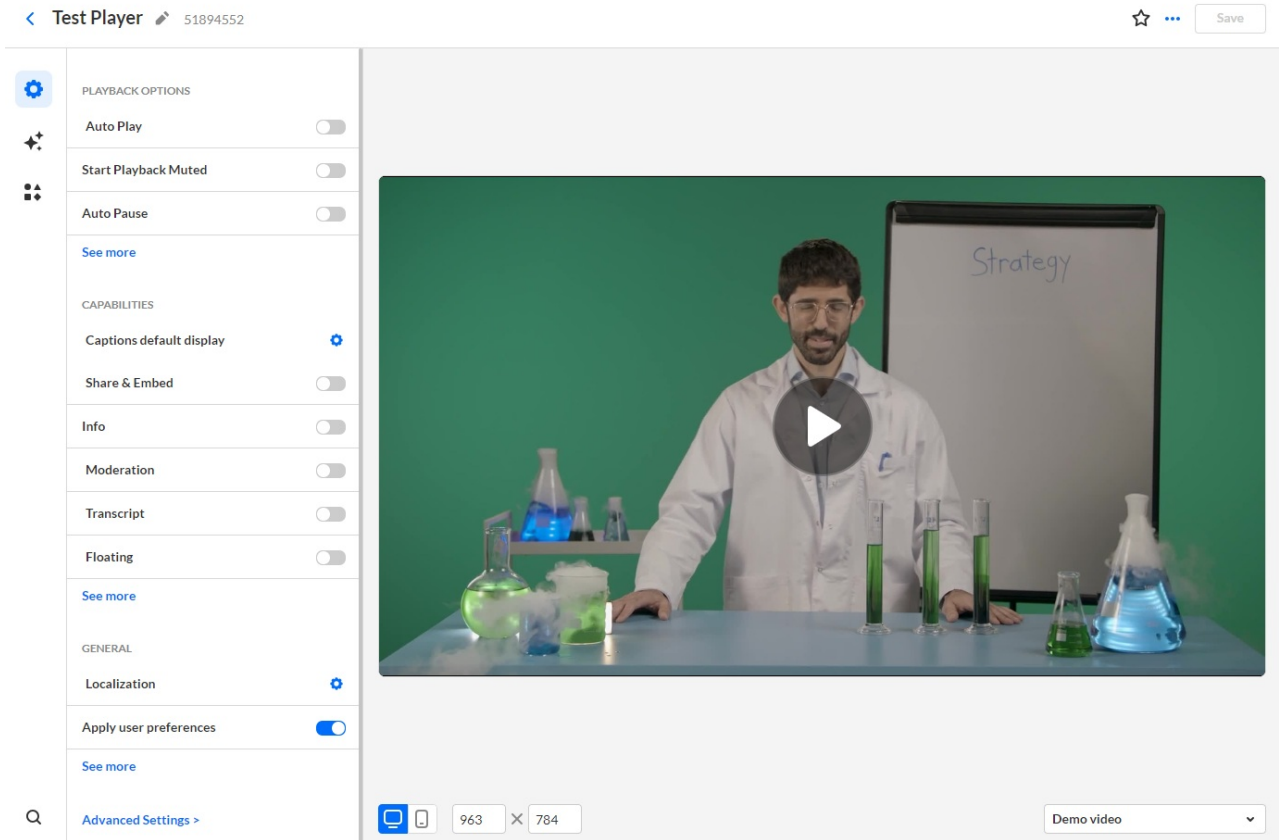 Test Player 51894552
Save
PLAYBACK OPTIONS
Auto Play
Start Playback Muted
Auto Pause
See more
CAPABILITIES
Captions default display
Share & Embed
Info
Moderation
Transcript
Floating
See more
GENERAL
Localization
Apply user preferences
See more
Advanced Settings >
Strategy
963 × 784
Demo video